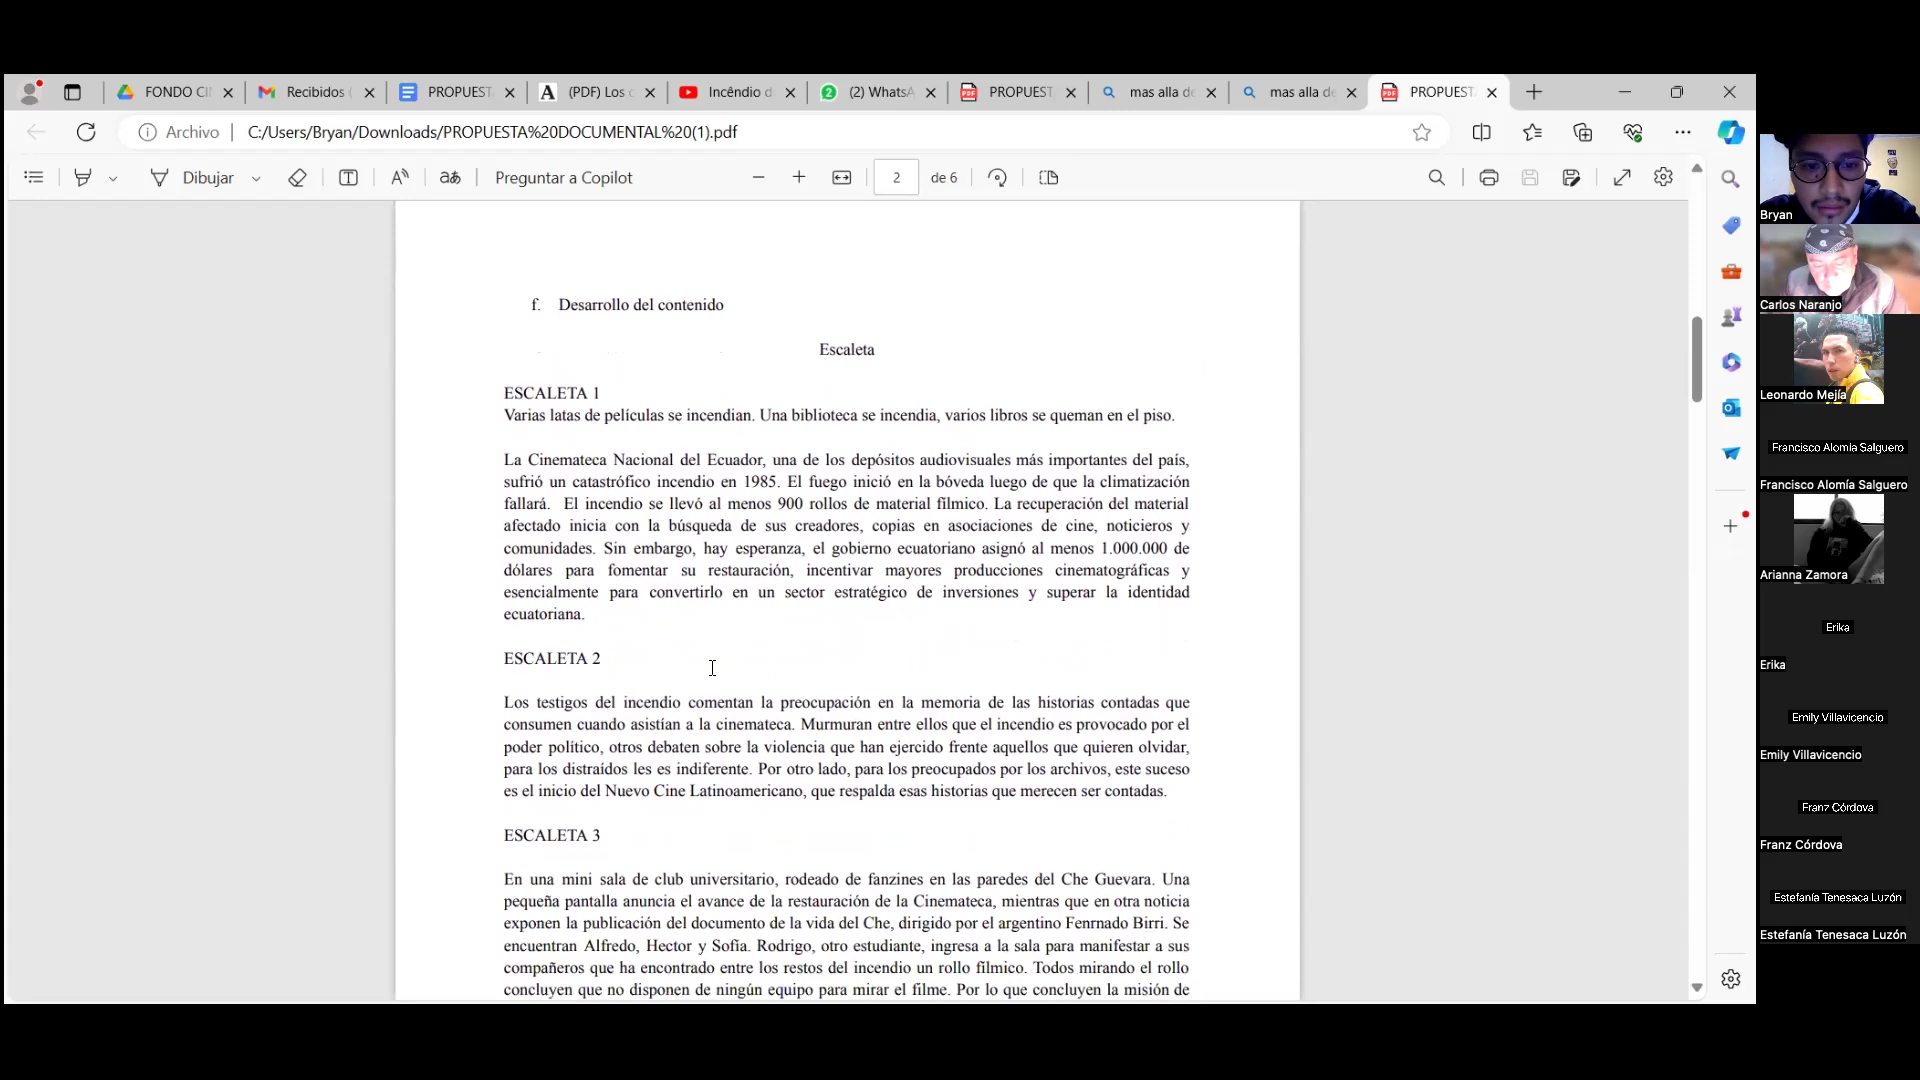 FONDO CI
Recibidos (
PROPUEST
A (PDF) Los c
Incêndio d
(2) WhatsA
PROPUEST
mas alla de
mas alla de
PROPUEST
Archivo | C:/Users/Bryan/Downloads/PROPUESTA%20DOCUMENTAL%20(1).pdf
Dibujar
Preguntar a Copilot
2 de 6
f. Desarrollo del contenido
Escaleta
ESCALETA 1
Varias latas de películas se incendian. Una biblioteca se incendia, varios libros se queman en el piso.
La Cinemateca Nacional del Ecuador, una de los depósitos audiovisuales más importantes del país,
sufrió un catastrófico incendio en 1985. El fuego inició en la bóveda luego de que la climatización
fallará. El incendio se llevó al menos 900 rollos de material fílmico. La recuperación del material
afectado inicia con la búsqueda de sus creadores, copias en asociaciones de cine, noticieros y
comunidades. Sin embargo, hay esperanza, el gobierno ecuatoriano asignó al menos 1.000.000 de
dólares para fomentar su restauración, incentivar mayores producciones cinematográficas y
esencialmente para convertirlo en un sector estratégico de inversiones y superar la identidad
ecuatoriana.
ESCALETA 2
Los testigos del incendio comentan la preocupación en la memoria de las historias contadas que
consumen cuando asistían a la cinemateca. Murmuran entre ellos que el incendio es provocado por el
poder político, otros debaten sobre la violencia que han ejercido frente aquellos que quieren olvidar,
para los distraídos les es indiferente. Por otro lado, para los preocupados por los archivos, este suceso
es el inicio del Nuevo Cine Latinoamericano, que respalda esas historias que merecen ser contadas.
ESCALETA 3
En una mini sala de club universitario, rodeado de fanzines en las paredes del Che Guevara. Una
pequeña pantalla anuncia el avance de la restauración de la Cinemateca, mientras que en otra noticia
exponen la publicación del documento de la vida del Che, dirigido por el argentino Fenrnado Birri. Se
encuentran Alfredo, Hector y Sofía. Rodrigo, otro estudiante, ingresa a la sala para manifestar a sus
compañeros que ha encontrado entre los restos del incendio un rollo fílmico. Todos mirando el rollo
concluyen que no disponen de ningún equipo para mirar el filme. Por lo que concluyen la misión de
Bryan
Carlos Naranjo
Leonardo Mejía
Francisco Alomía Salguero
Francisco Alomía Salguero
Arianna Zamora
Erika
Erika
Emily Villavicencio
Emily Villavicencio
Franz Córdova
Franz Córdova
Estefanía Tenesaca Luzón
Estefanía Tenesaca Luzón